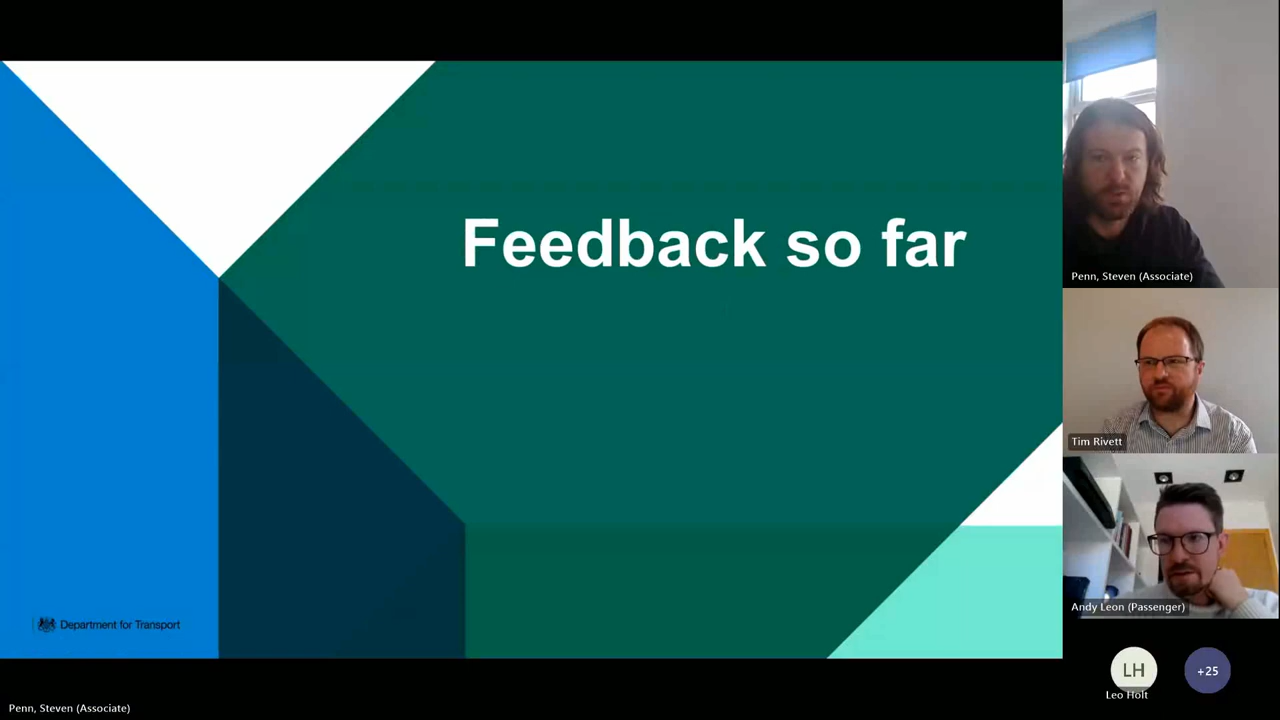 Feedback so far
Department for Transport
Penn, Steven (Associate)
Tim Rivett
Andy Leon (Passenger)
LH
Leo Holt
+25
Penn, Steven (Associate)